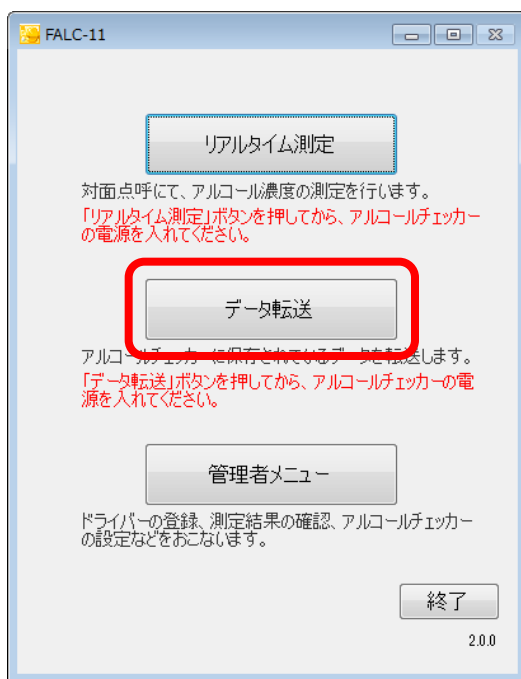 FALC-11
リアルタイム測定
対面点呼にて、アルコール濃度の測定を行います。
「リアルタイム測定」ボタンを押してから、アルコールチェッカー
の電源を入れてください。
データ転送
アルコールチェッカーに保存されているデータを転送します。
「データ転送」ボタンを押してから、アルコールチェッカーの電
源を入れてください。
管理者メニュー
ドライバーの登録、測定結果の確認、アルコールチェッカー
の設定などをおこないます。
終了
2.0.0